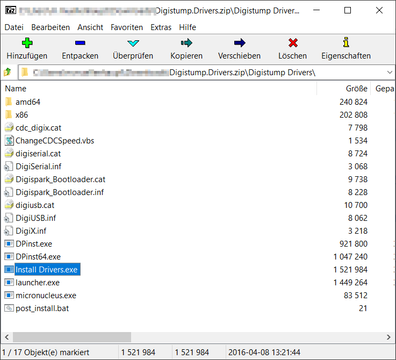 Digistump.Drivers.zip\Digistump Driver...
Datei Bearbeiten Ansicht Favoriten Extras Hilfe
Hinzufügen Entpacken Überprüfen Kopieren Verschieben Löschen Eigenschaften
Digistump.Drivers.zip\Digistump Drivers\
Name Größe Gepa
amd64 240 824
x86 202 808
cdc_digix.cat 7 798
ChangeCDCSpeed.vbs 1 534
digiserial.cat 8 724
DigiSerial.inf 3 068
Digispark_Bootloader.cat 9 738
Digispark_Bootloader.inf 8 228
digiusb.cat 10 700
DigiUSB.inf 8 062
DigiX.inf 3 218
DPinst.exe 921 800
DPinst64.exe 1 047 240
Install Drivers.exe 1 521 984
launcher.exe 1 449 264
micronucleus.exe 83 512
post_install.bat 21
1 / 17 Objekt(e) markiert 1 521 984 1 521 984 2016-04-08 13:21:44